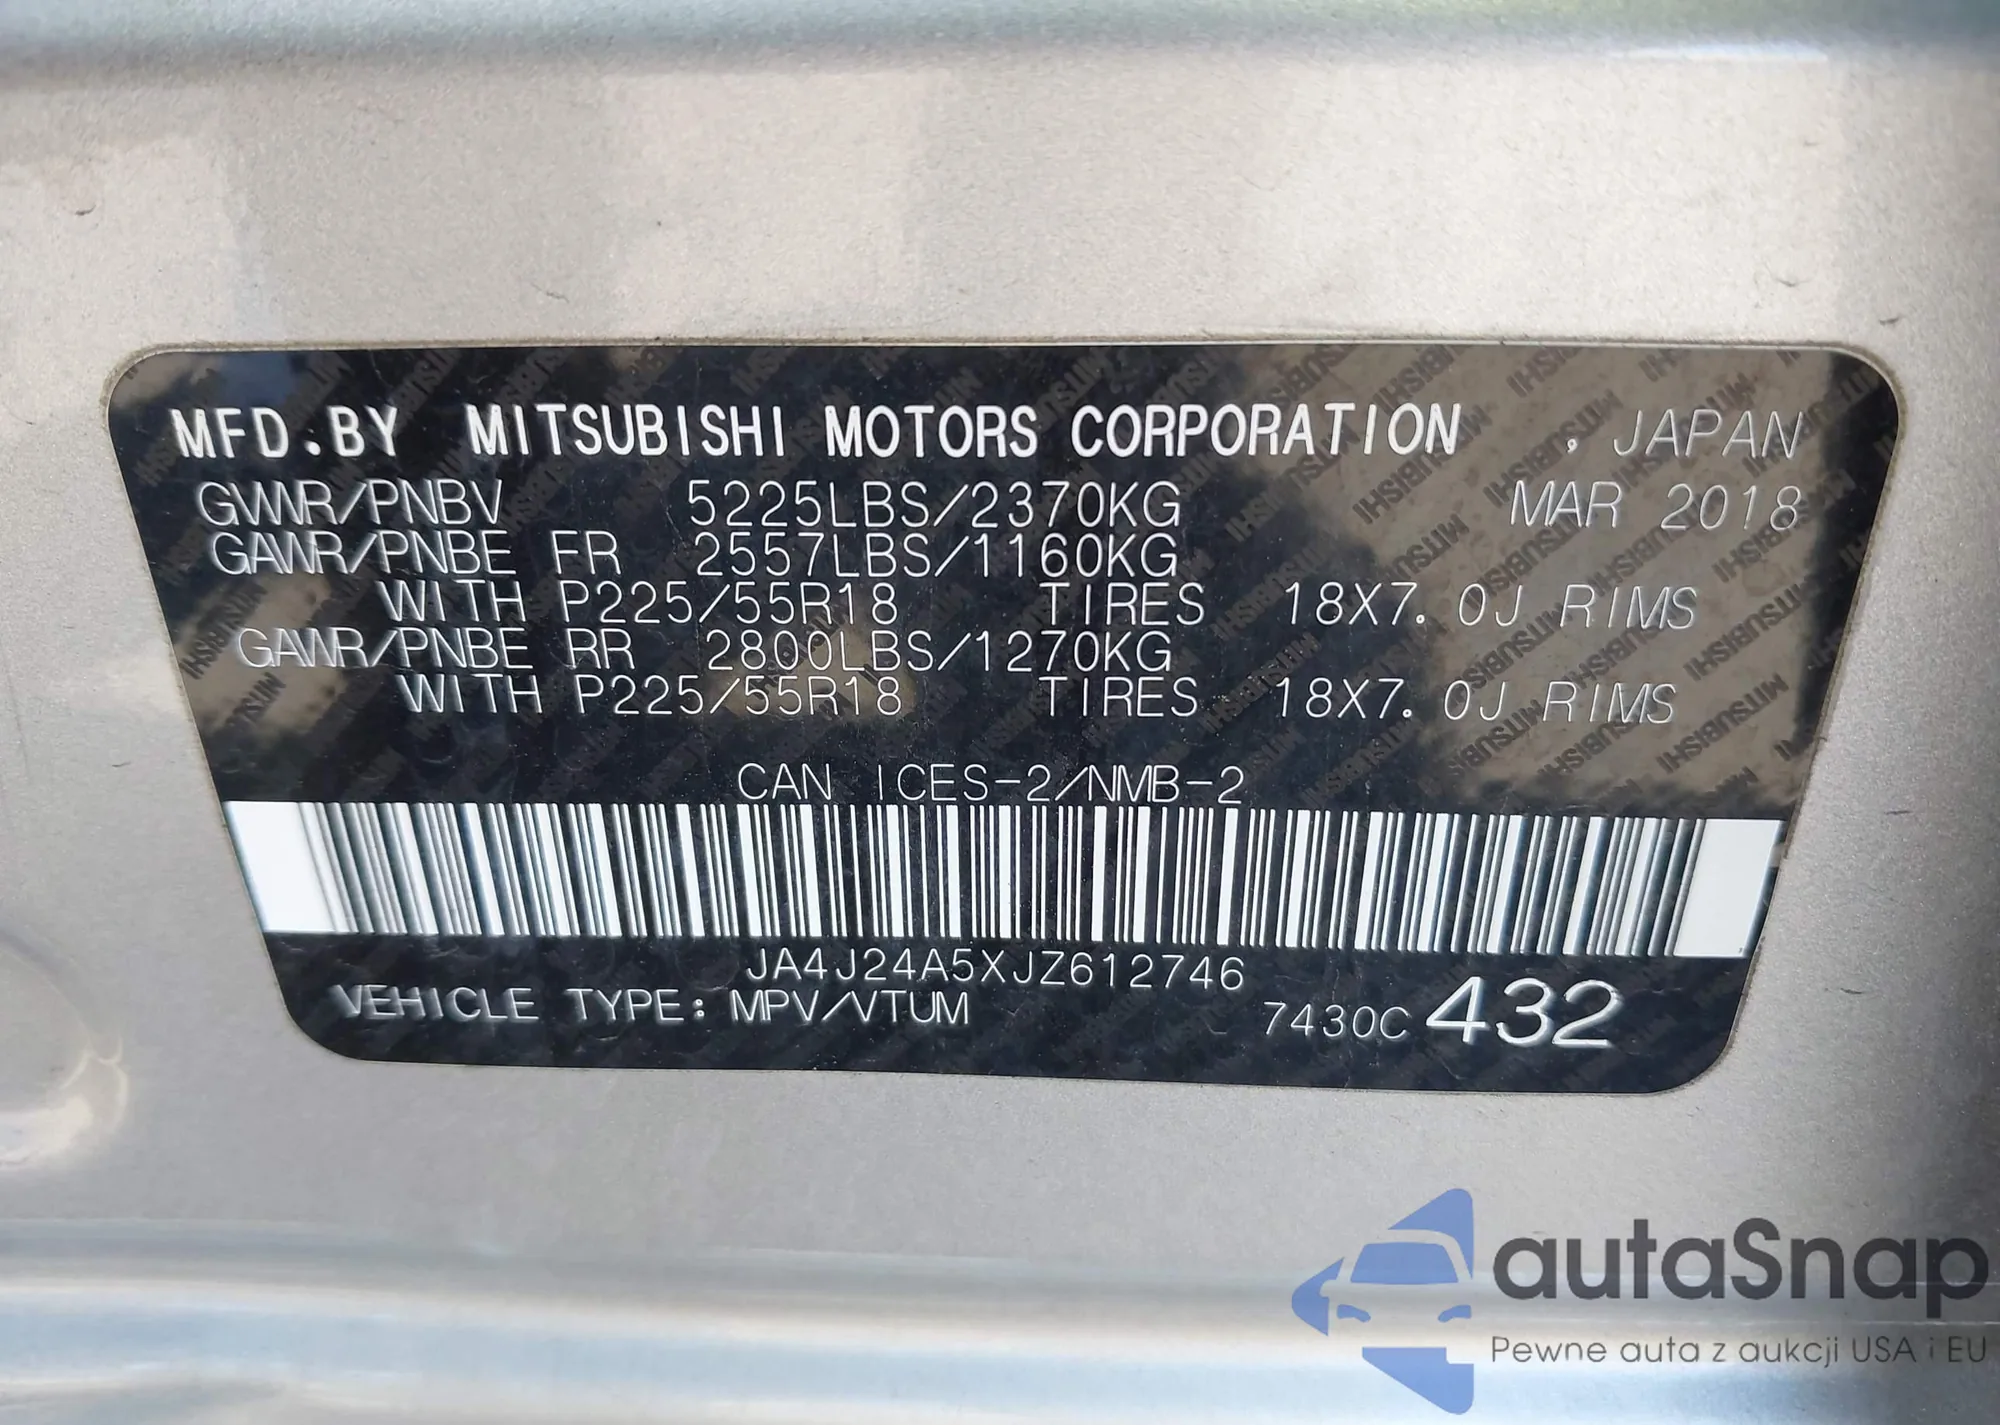 MFD.BY MITSUBISHI MOTORS CORPORATION , JAPAN
GVWR/PNBV 5225LBS/2370KG MAR 2018
GAWR/PNBE FR 2557LBS/1160KG
WITH P225/55R18 TIRES 18X7.0J RIMS
GAWR/PNBE RR 2800LBS/1270KG
WITH P225/55R18 TIRES 18X7.0J RIMS
CAN ICES-2/NMB-2
JA4J24A5XJZ612746
VEHICLE TYPE: MPV/VTUM 7430C 432
autaSnap
Pewne auta z aukcji USA i EU